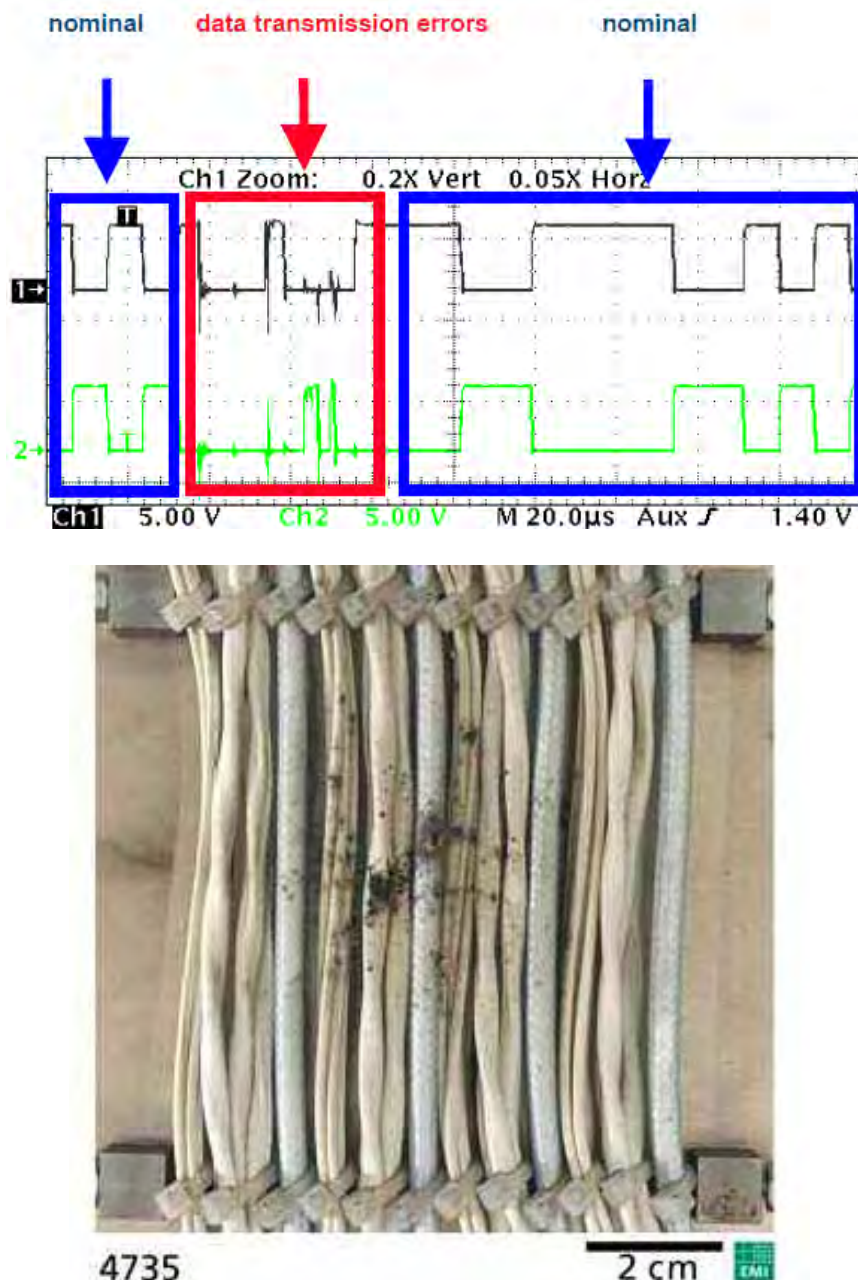 nominal data transmission errors nominal
Ch1 Zoom: 0.2X Vert 0.05X Horz
T
1→
T
2→
Ch1 5.00 V Ch2 5.00 V M 20.0µs Aux ƒ 1.40 V
4735 2 cm EMI